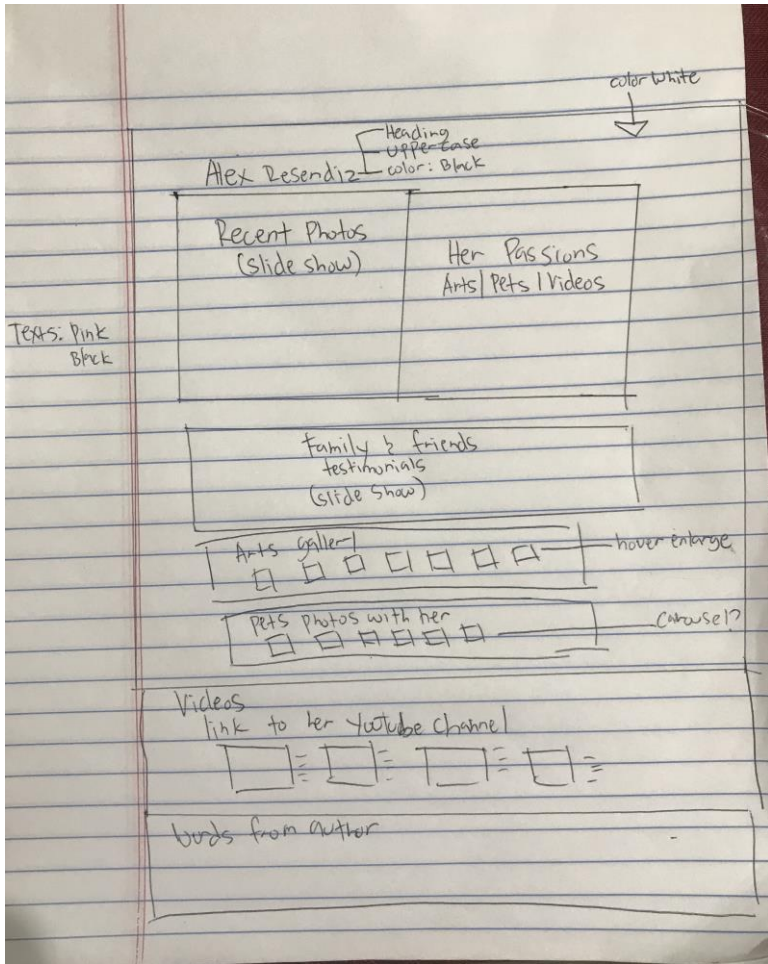 color white
Heading
uppercase
color: Black
Alex Resendiz
Recent Photos
(slide show)
Her Passions
Arts | Pets | Videos
Texts: Pink
Black
Family & friends
testimonials
(slide show)
Arts gallery
hover enlarge
pets photos with her
carousel?
Videos
link to her Youtube Channel
words from author